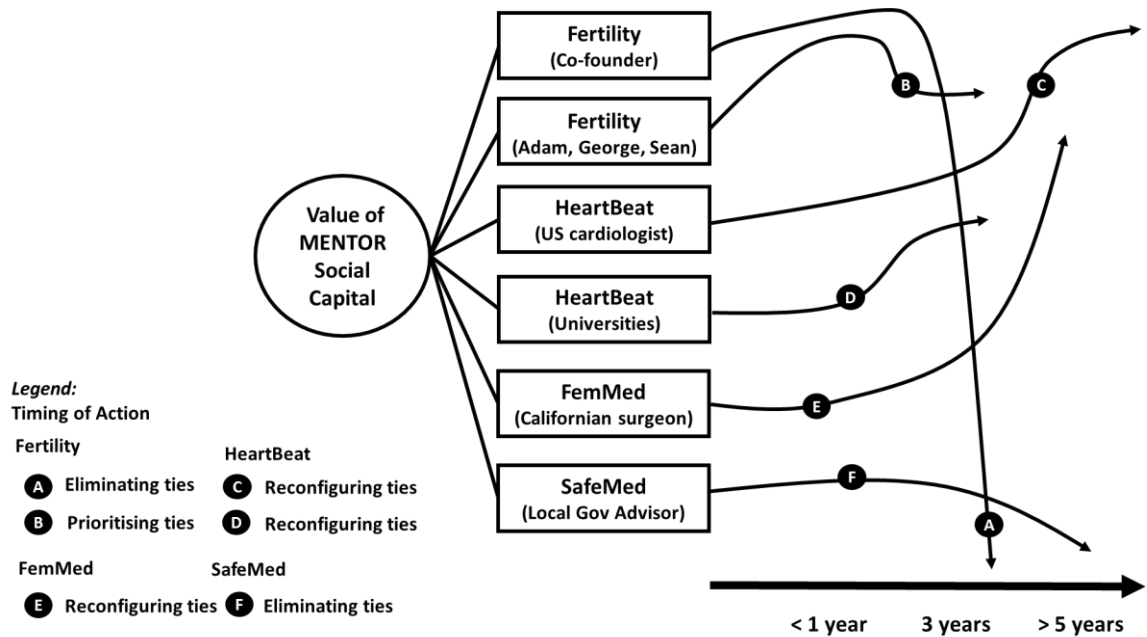 Fertility
(Co-founder)
Fertility
(Adam, George, Sean)
HeartBeat
(US cardiologist)
HeartBeat
(Universities)
FemMed
(Californian surgeon)
SafeMed
(Local Gov Advisor)
Value of
MENTOR
Social
Capital
B
C
D
E
F
A
< 1 year
3 years
> 5 years
Legend:
Timing of Action
Fertility
A Eliminating ties
B Prioritising ties
HeartBeat
C Reconfiguring ties
D Reconfiguring ties
FemMed
E Reconfiguring ties
SafeMed
F Eliminating ties